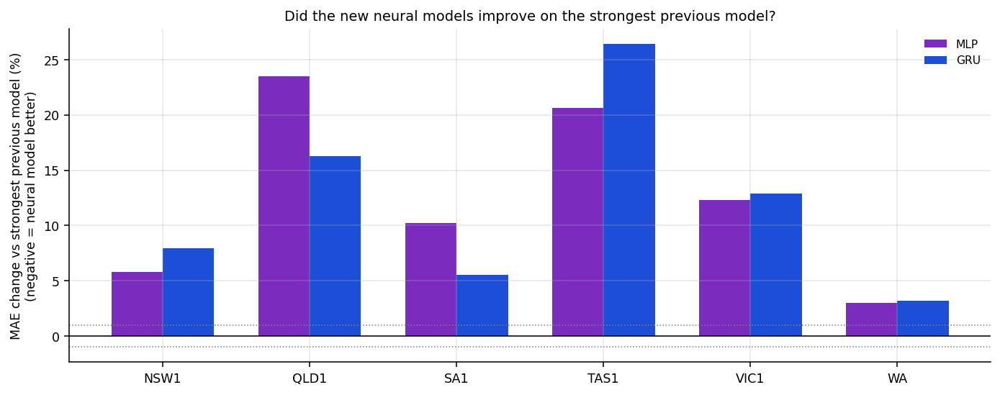 Did the new neural models improve on the strongest previous model?
MAE change vs strongest previous model (%)
(negative = neural model better)
25
20
15
10
5
0
MLP
GRU
NSW1
QLD1
SA1
TAS1
VIC1
WA